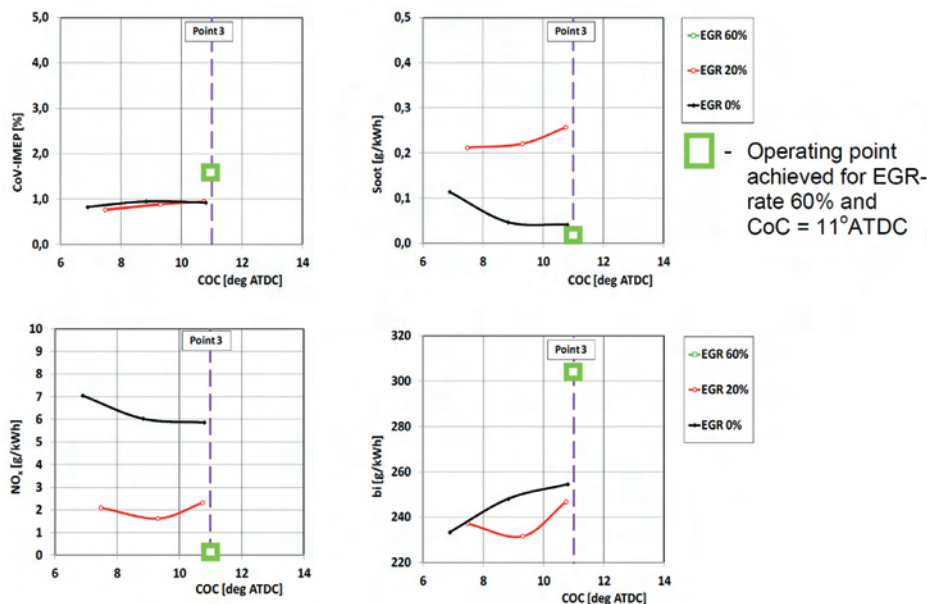 5,0
4,0
3,0
2,0
1,0
0,0
CoV-IMEP [%]
Point 3
6 8 10 12 14
COC [deg ATDC]
0,5
0,4
0,3
0,2
0,1
0,0
Soot [g/kWh]
Point 3
6 8 10 12 14
COC [deg ATDC]
EGR 60%
EGR 20%
EGR 0%
- Operating point
achieved for EGR-
rate 60% and
CoC = 11°ATDC
10
9
8
7
6
5
4
3
2
1
0
NOx [g/kWh]
Point 3
6 8 10 12 14
COC [deg ATDC]
320
300
280
260
240
220
bi [g/kWh]
Point 3
6 8 10 12 14
COC [deg ATDC]
EGR 60%
EGR 20%
EGR 0%